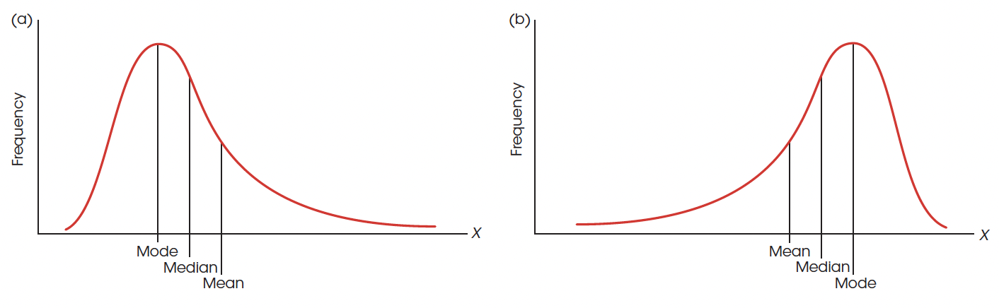 (a)
Frequency
X
Mode
Median
Mean
(b)
Frequency
X
Mean
Median
Mode